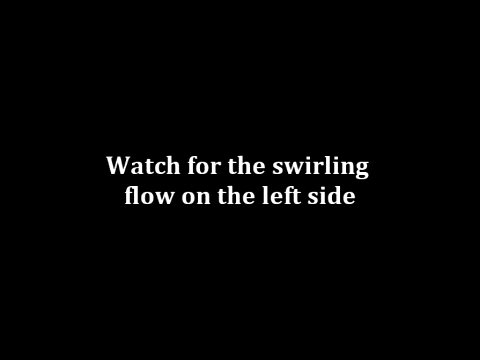 Watch for the swirling
flow on the left side